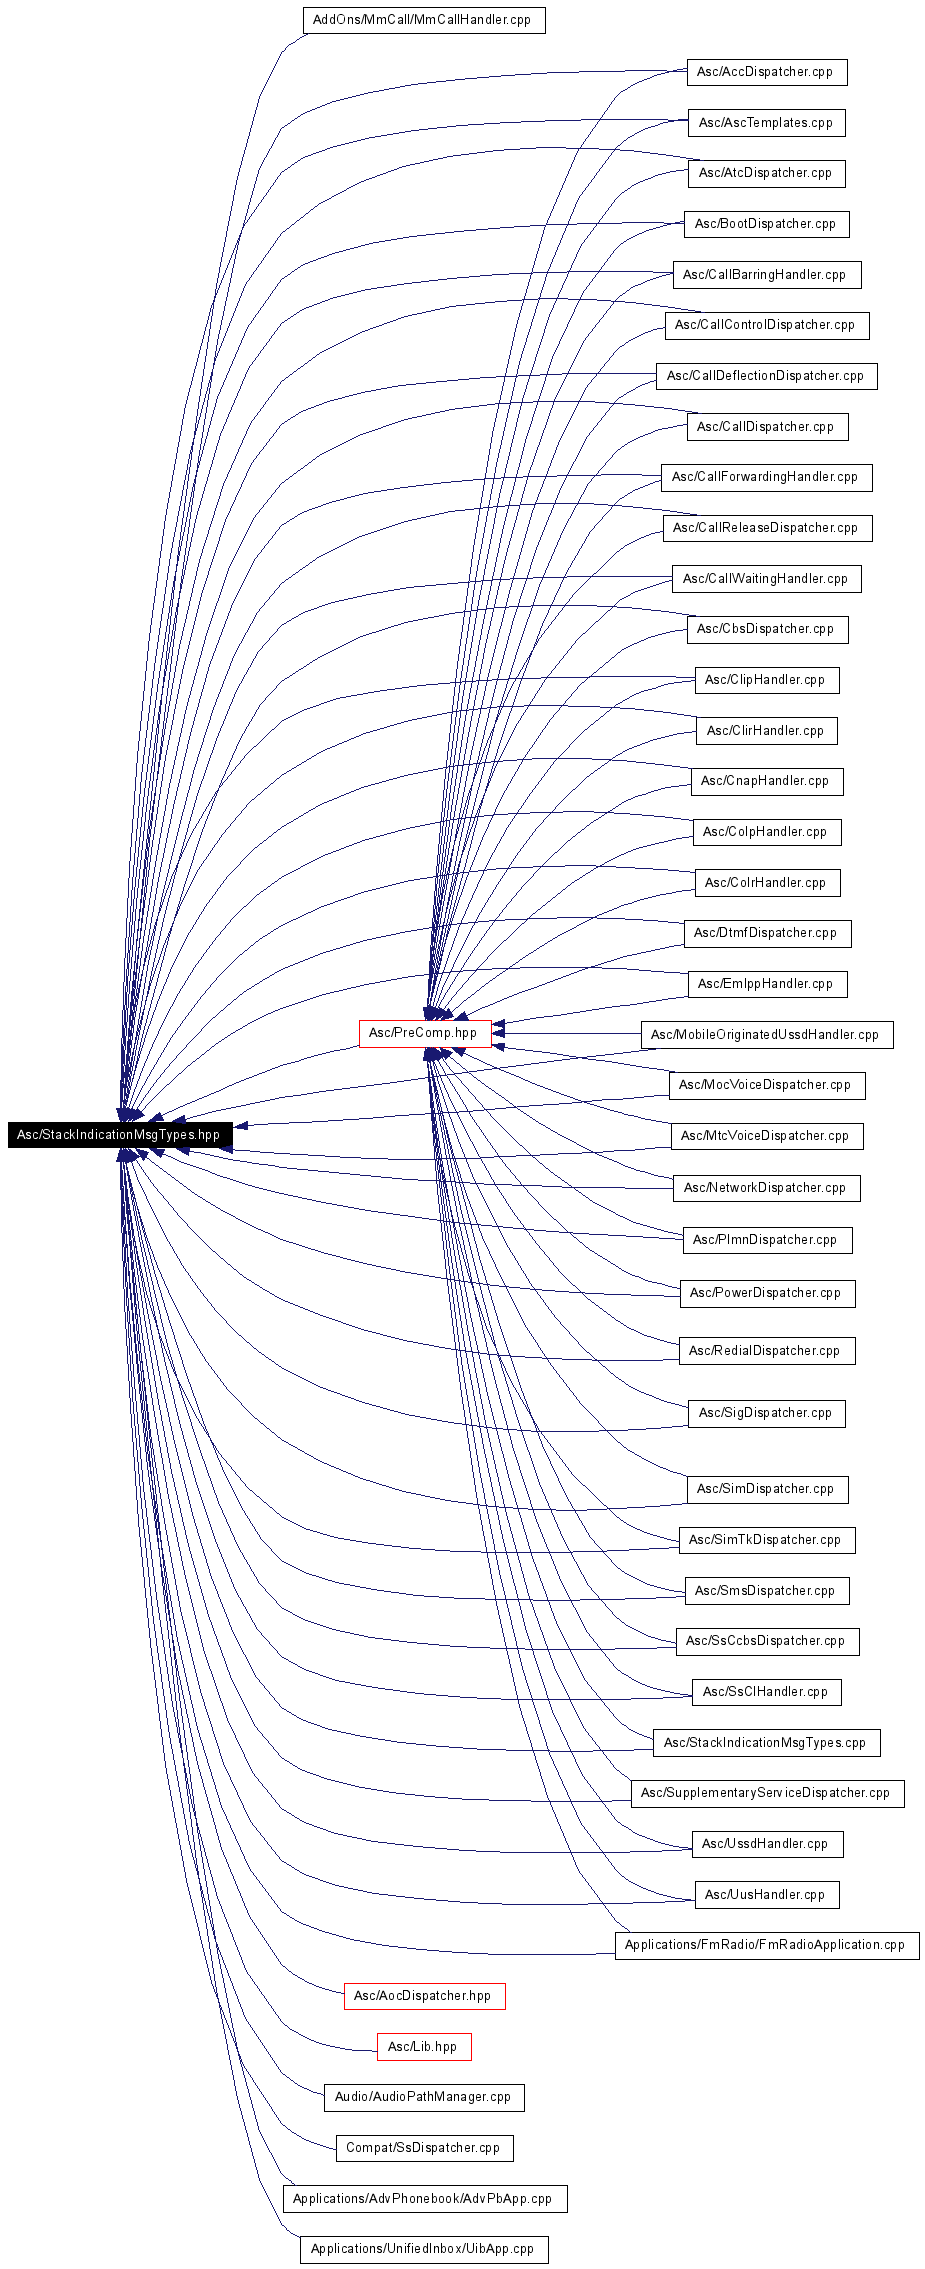 AddOns/MmCall/MmCallHandler.cpp
Asc/AccDispatcher.cpp
Asc/AscTemplates.cpp
Asc/AtcDispatcher.cpp
Asc/BootDispatcher.cpp
Asc/CallBarringHandler.cpp
Asc/CallControlDispatcher.cpp
Asc/CallDeflectionDispatcher.cpp
Asc/CallDispatcher.cpp
Asc/CallForwardingHandler.cpp
Asc/CallReleaseDispatcher.cpp
Asc/CallWaitingHandler.cpp
Asc/CbsDispatcher.cpp
Asc/ClipHandler.cpp
Asc/ClirHandler.cpp
Asc/CnapHandler.cpp
Asc/ColpHandler.cpp
Asc/ColrHandler.cpp
Asc/DtmfDispatcher.cpp
Asc/EmlppHandler.cpp
Asc/PreComp.hpp
Asc/MobileOriginatedUssdHandler.cpp
Asc/MocVoiceDispatcher.cpp
Asc/StackIndicationMsgTypes.hpp
Asc/MtcVoiceDispatcher.cpp
Asc/NetworkDispatcher.cpp
Asc/PlmnDispatcher.cpp
Asc/PowerDispatcher.cpp
Asc/RedialDispatcher.cpp
Asc/SigDispatcher.cpp
Asc/SimDispatcher.cpp
Asc/SimTkDispatcher.cpp
Asc/SmsDispatcher.cpp
Asc/SsCcbsDispatcher.cpp
Asc/SsClHandler.cpp
Asc/StackIndicationMsgTypes.cpp
Asc/SupplementaryServiceDispatcher.cpp
Asc/UssdHandler.cpp
Asc/UusHandler.cpp
Applications/FmRadio/FmRadioApplication.cpp
Asc/AocDispatcher.hpp
Asc/Lib.hpp
Audio/AudioPathManager.cpp
Compat/SsDispatcher.cpp
Applications/AdvPhonebook/AdvPbApp.cpp
Applications/UnifiedInbox/UibApp.cpp